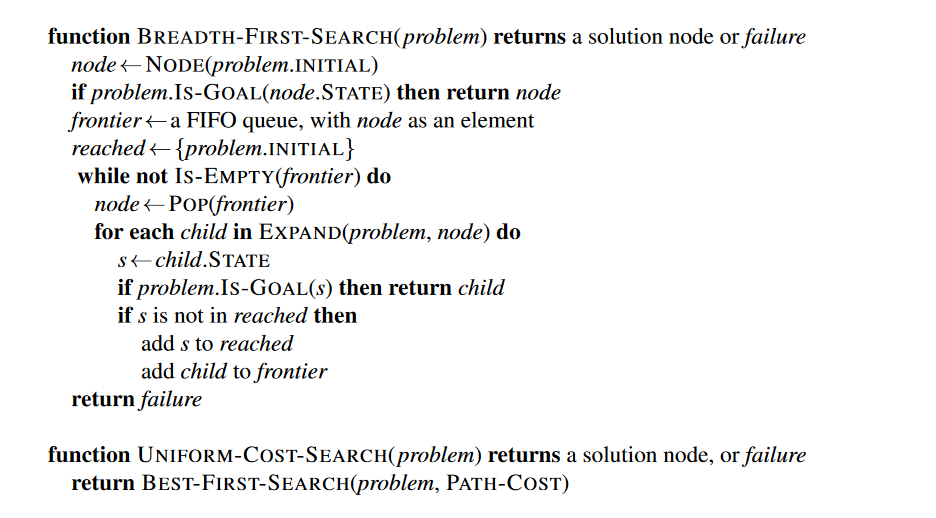 function BREADTH-FIRST-SEARCH(problem) returns a solution node or failure
node ← NODE(problem.INITIAL)
if problem.IS-GOAL(node.STATE) then return node
frontier ← a FIFO queue, with node as an element
reached ← {problem.INITIAL}
while not IS-EMPTY(frontier) do
node ← POP(frontier)
for each child in EXPAND(problem, node) do
s ← child.STATE
if problem.IS-GOAL(s) then return child
if s is not in reached then
add s to reached
add child to frontier
return failure
function UNIFORM-COST-SEARCH(problem) returns a solution node, or failure
return BEST-FIRST-SEARCH(problem, PATH-COST)